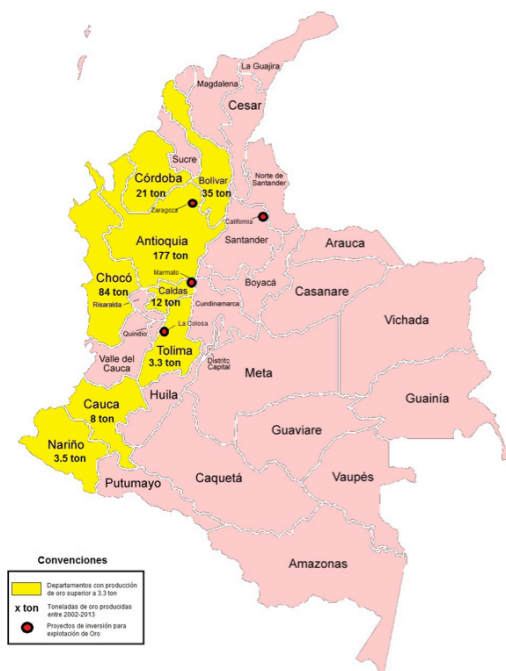 La Guajira
Magdalena
Cesar
Sucre
Córdoba
21 ton
Bolívar
35 ton
Norte de
Santander
Zaragoza
California
Antioquia
177 ton
Santander
Arauca
Marmato
Chocó
84 ton
Caldas
12 ton
Boyacá
Casanare
Risaralda
Cundinamarca
Vichada
La Colosa
Quindio
Tolima
3.3 ton
Distrito
Capital
Valle del
Cauca
Meta
Guainía
Cauca
8 ton
Huila
Guaviare
Nariño
3.5 ton
Vaupés
Putumayo
Caquetá
Amazonas
Convenciones
Departamentos con producción
de oro superior a 3.3 ton
x ton
Toneladas de oro producidas
entre 2002-2013
Proyectos de inversión para
explotación de Oro